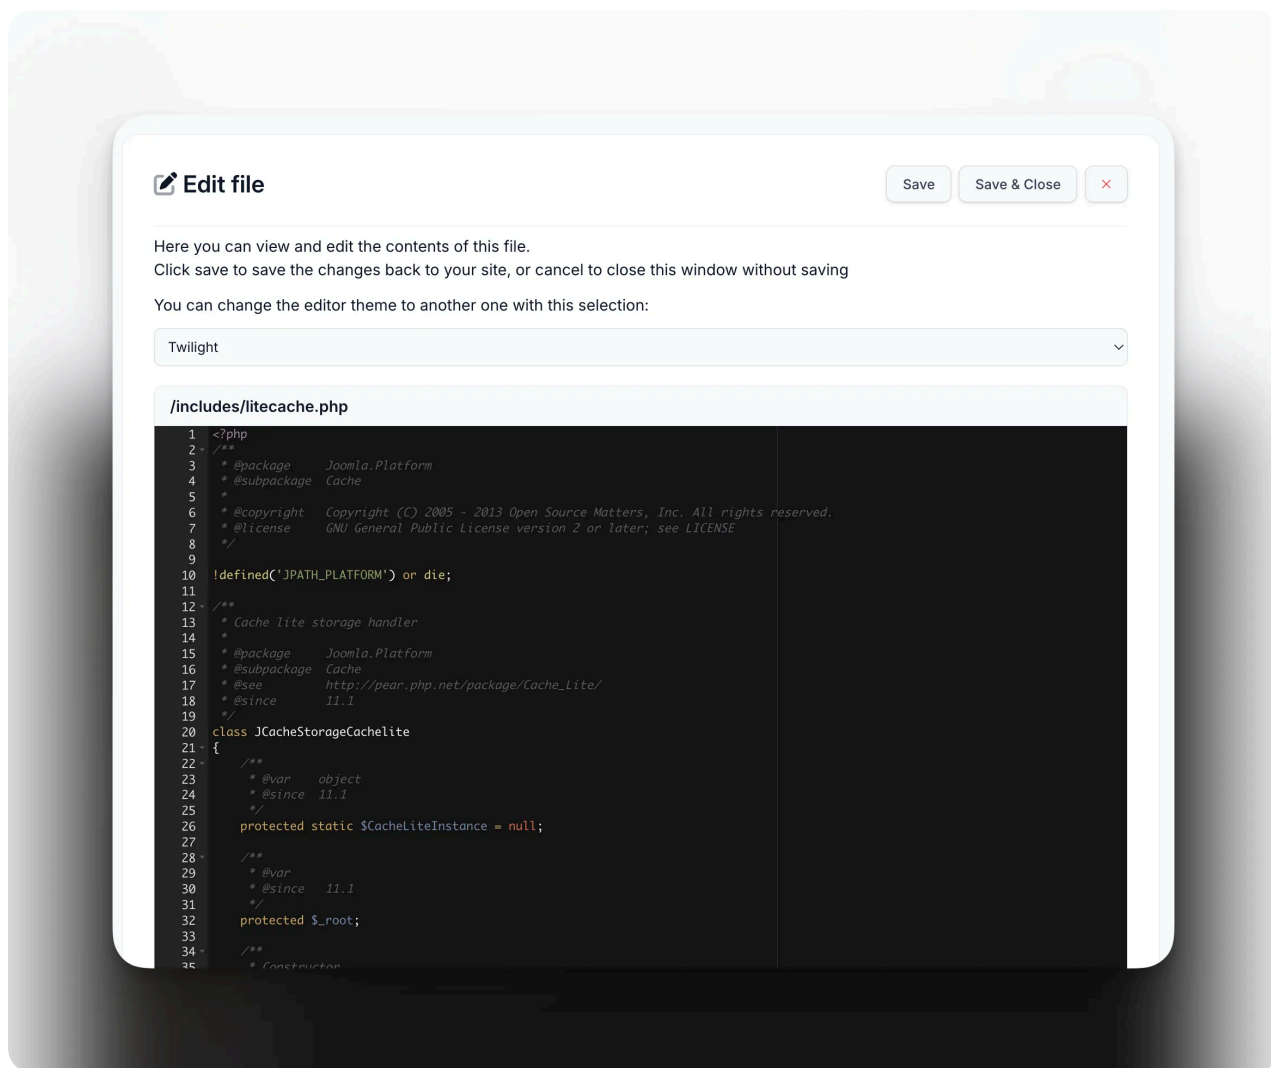 Edit file
Save
Save & Close
Here you can view and edit the contents of this file.
Click save to save the changes back to your site, or cancel to close this window without saving
You can change the editor theme to another one with this selection:
Twilight
/includes/litecache.php
1 <?php
2 /**
3  * @package     Joomla.Platform
4  * @subpackage  Cache
5  *
6  * @copyright   Copyright (C) 2005 - 2013 Open Source Matters, Inc. All rights reserved.
7  * @license     GNU General Public License version 2 or later; see LICENSE
8  */
9
10 !defined('JPATH_PLATFORM') or die;
11
12 /**
13  * Cache lite storage handler
14  *
15  * @package     Joomla.Platform
16  * @subpackage  Cache
17  * @see         http://pear.php.net/package/Cache_Lite/
18  * @since       11.1
19  */
20 class JCacheStorageCachelite
21 {
22     /**
23      * @var    object
24      * @since  11.1
25      */
26     protected static $CacheLiteInstance = null;
27
28     /**
29      * @var
30      * @since   11.1
31      */
32     protected $_root;
33
34     /**
35      * Constructor